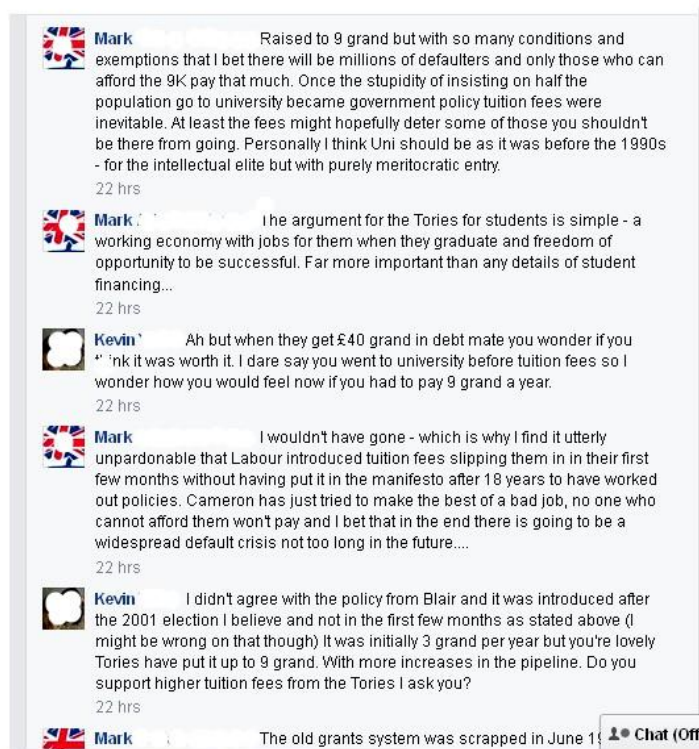 Mark Raised to 9 grand but with so many conditions and
exemptions that I bet there will be millions of defaulters and only those who can
afford the 9K pay that much. Once the stupidity of insisting on half the
population go to university became government policy tuition fees were
inevitable. At least the fees might hopefully deter some of those you shouldn't
be there from going. Personally I think Uni should be as it was before the 1990s
- for the intellectual elite but with purely meritocratic entry.
22 hrs
Mark The argument for the Tories for students is simple - a
working economy with jobs for them when they graduate and freedom of
opportunity to be successful. Far more important than any details of student
financing...
22 hrs
Kevin Ah but when they get £40 grand in debt mate you wonder if you
it was worth it. I dare say you went to university before tuition fees so I
wonder how you would feel now if you had to pay 9 grand a year.
22 hrs
Mark I wouldn't have gone - which is why I find it utterly
unpardonable that Labour introduced tuition fees slipping them in in their first
few months without having put it in the manifesto after 18 years to have worked
out policies. Cameron has just tried to make the best of a bad job, no one who
cannot afford them won't pay and I bet that in the end there is going to be a
widespread default crisis not too long in the future....
22 hrs
Kevin I didn't agree with the policy from Blair and it was introduced after
the 2001 election I believe and not in the first few months as stated above (I
might be wrong on that though) It was initially 3 grand per year but you're lovely
Tories have put it up to 9 grand. With more increases in the pipeline. Do you
support higher tuition fees from the Tories I ask you?
22 hrs
Mark The old grants system was scrapped in June
Chat (Off